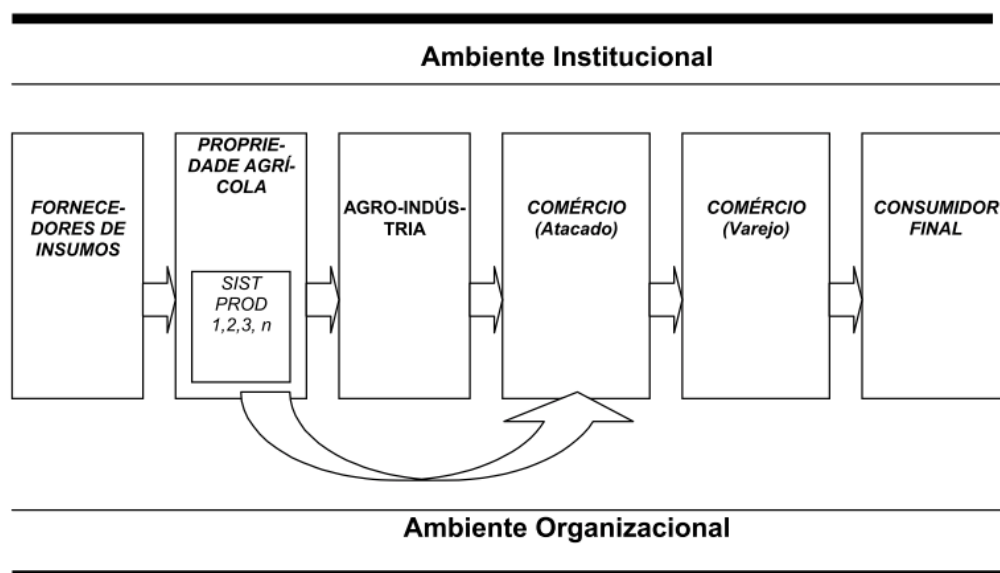 Ambiente Institucional
FORNECE-
DORES DE
INSUMOS
PROPRIE-
DADE AGRÍ-
COLA
SIST
PROD
1,2,3, n
AGRO-INDÚS-
TRIA
COMÉRCIO
(Atacado)
COMÉRCIO
(Varejo)
CONSUMIDOR
FINAL
Ambiente Organizacional